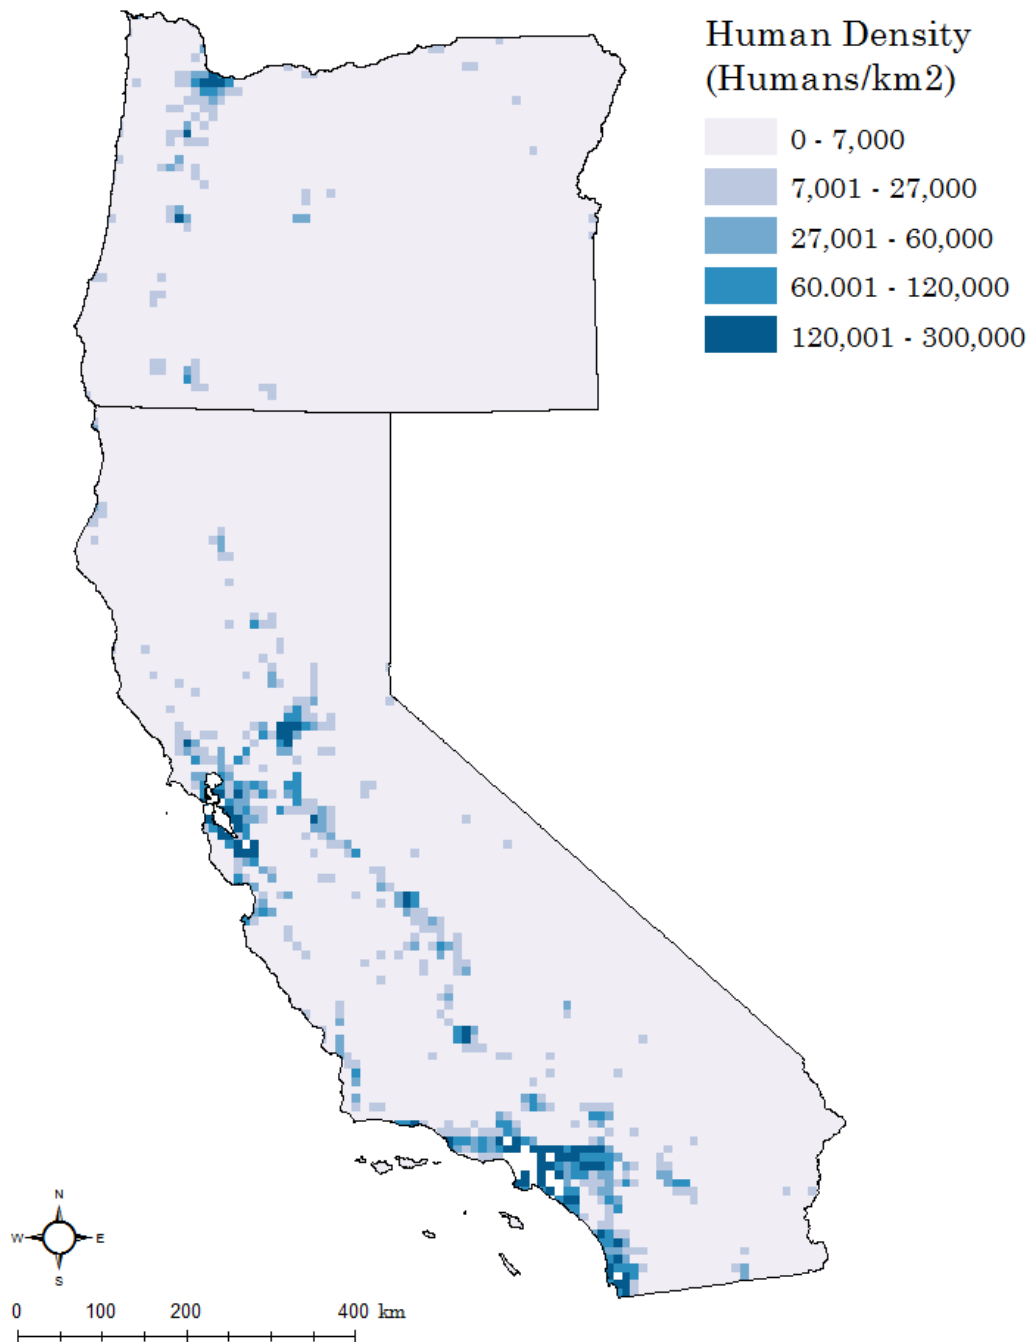 Human Density
(Humans/km2)
0 - 7,000
7,001 - 27,000
27,001 - 60,000
60.001 - 120,000
120,001 - 300,000
N
W E
S
0 100 200 400 km